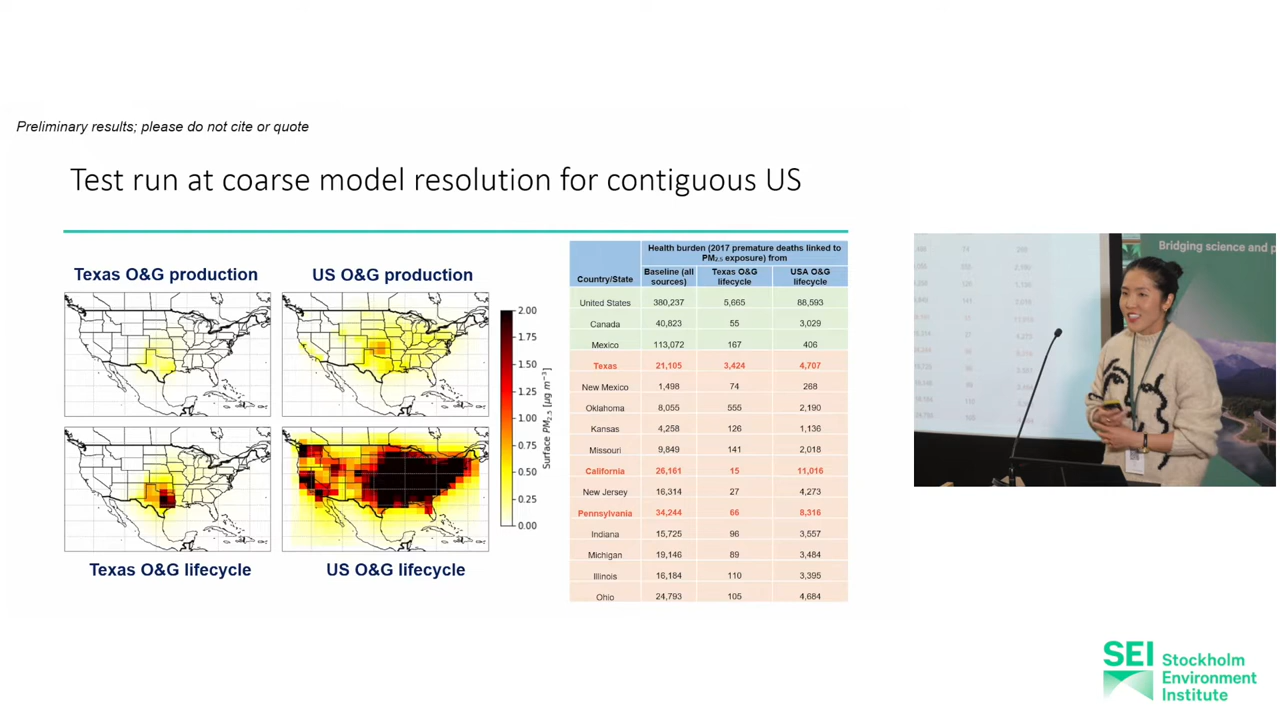 Preliminary results; please do not cite or quote
Test run at coarse model resolution for contiguous US
Texas O&G production
US O&G production
Texas O&G lifecycle
US O&G lifecycle
2.00
1.75
1.50
1.25
1.00
0.75
0.50
0.25
0.00
Surface PM2.5 [μg m⁻³]
Country/State
Health burden (2017 premature deaths linked to
PM2.5 exposure) from
Baseline (all
sources)
Texas O&G
lifecycle
USA O&G
lifecycle
United States 380,237 5,665 88,593
Canada 40,823 55 3,029
Mexico 113,072 167 406
Texas 21,105 3,424 4,707
New Mexico 1,498 74 268
Oklahoma 8,055 555 2,190
Kansas 4,258 126 1,136
Missouri 9,849 141 2,018
California 26,161 15 11,016
New Jersey 16,314 27 4,273
Pennsylvania 34,244 66 8,316
Indiana 15,725 96 3,557
Michigan 19,146 89 3,484
Illinois 16,184 110 3,395
Ohio 24,793 105 4,684
Bridging science and p
SEI Stockholm
Environment
Institute